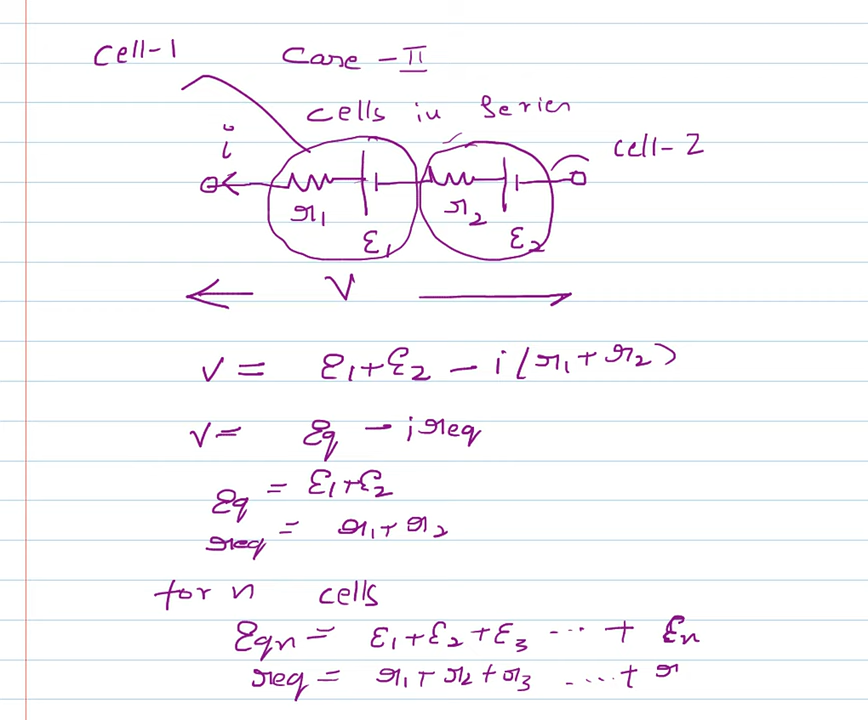 Cell-1 Case - II
cells in Series
i
cell-2
r1 ε1 r2 ε2
V
V = ε1+ε2 - i(r1+r2)
V = εq - i req
εq = ε1+ε2
req = r1+r2
for n cells
εqn = ε1+ε2+ε3 ... + εn
req = r1+r2+r3 ....+ r